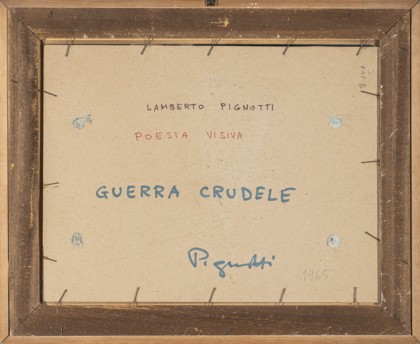 LAMBERTO PIGNOTTI
POESIA VISIVA
GUERRA CRUDELE
Pignotti
1965